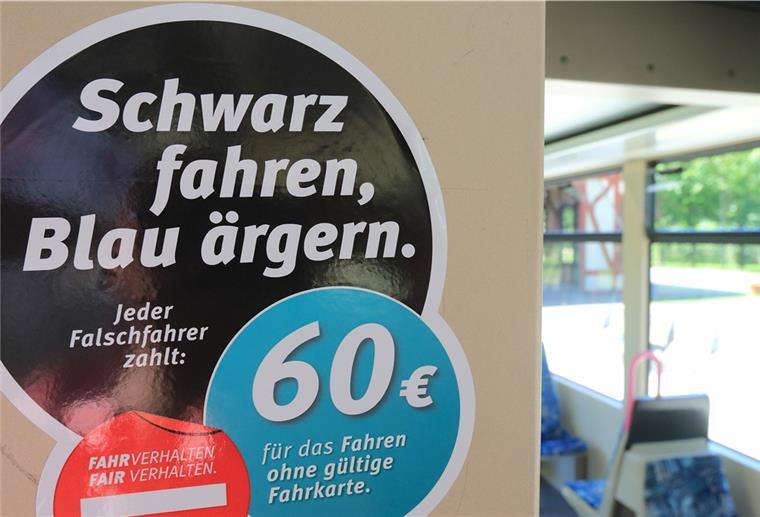 Schwarz
fahren,
Blau ärgern.
Jeder
Falschfahrer
zahlt:
60€
für das Fahren
ohne gültige
Fahrkarte.
FAHRVERHALTEN
FAIR VERHALTEN.